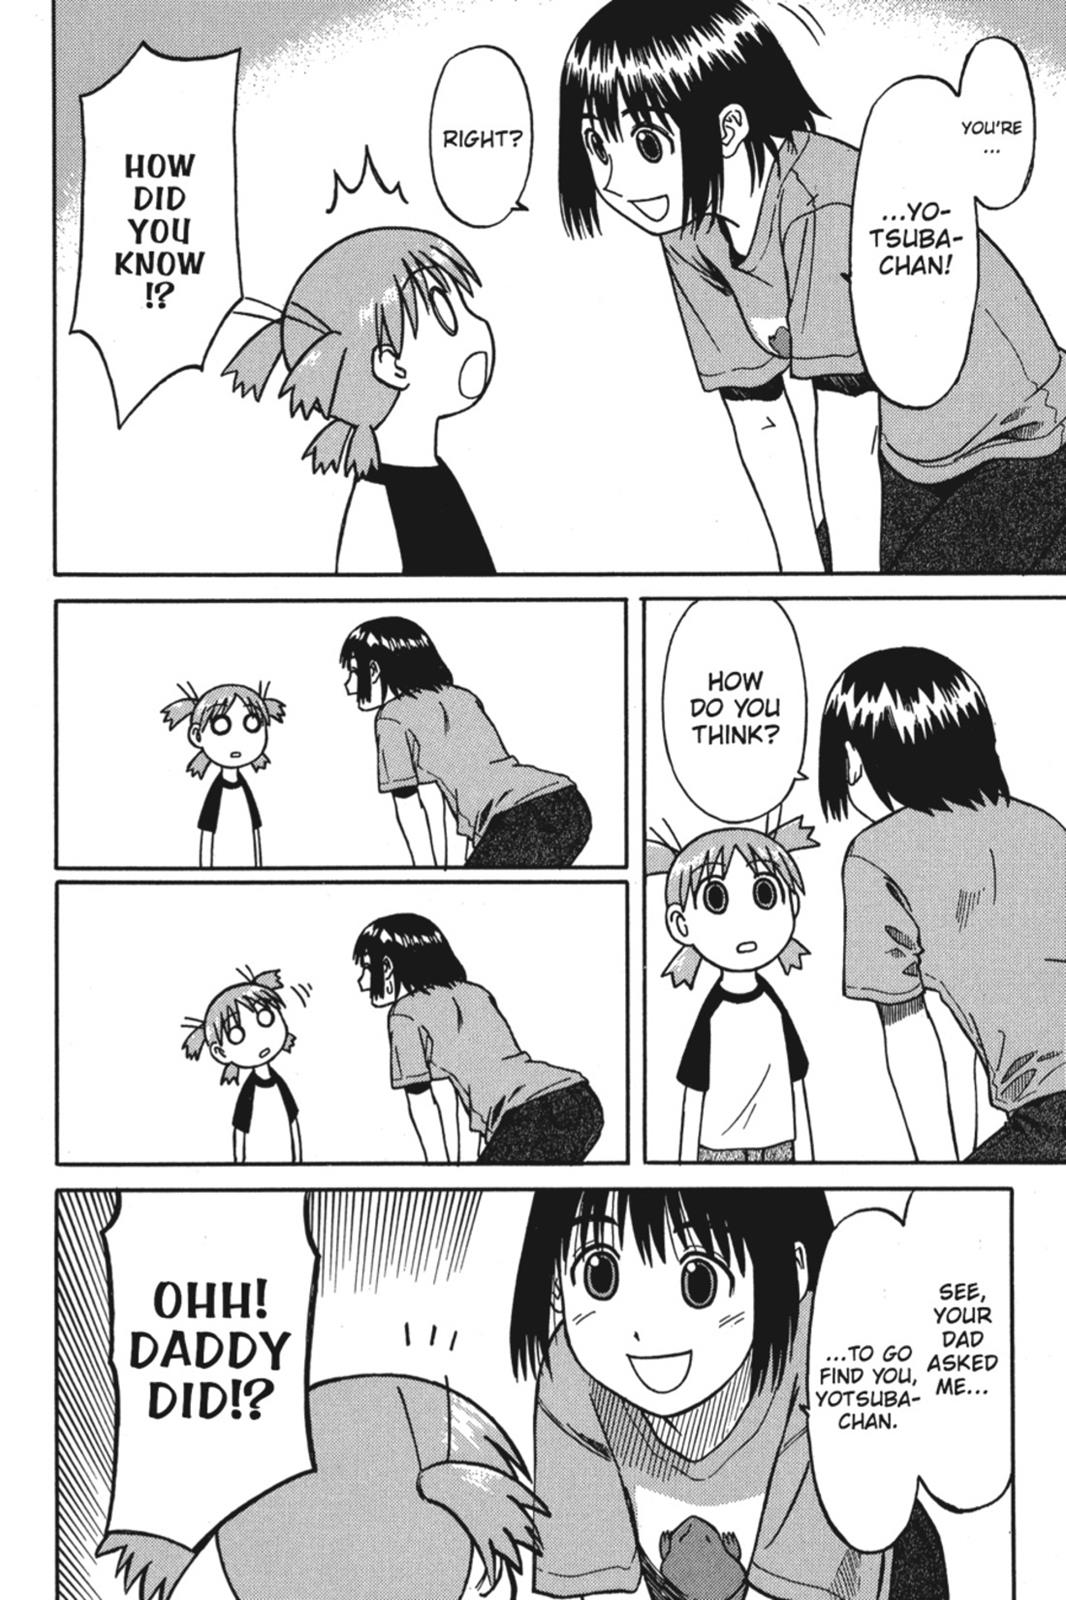 YOU'RE
...
...YO-
TSUBA-
CHAN!
RIGHT?
HOW
DID
YOU
KNOW
!?
HOW
DO YOU
THINK?
SEE,
YOUR
DAD
ASKED
ME...
...TO GO
FIND YOU,
YOTSUBA-
CHAN.
OHH!
DADDY
DID!?